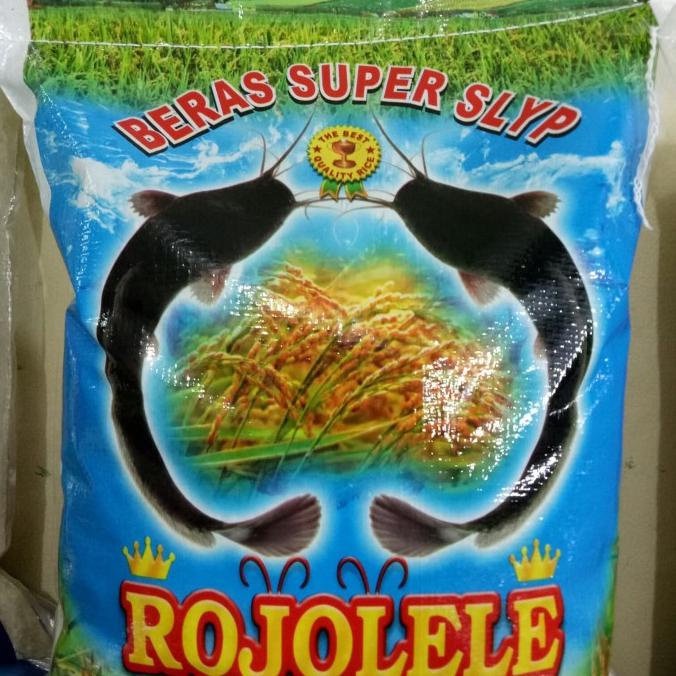 BERAS SUPER SLYP
THE BEST
QUALITY RICE
ROJOLELE